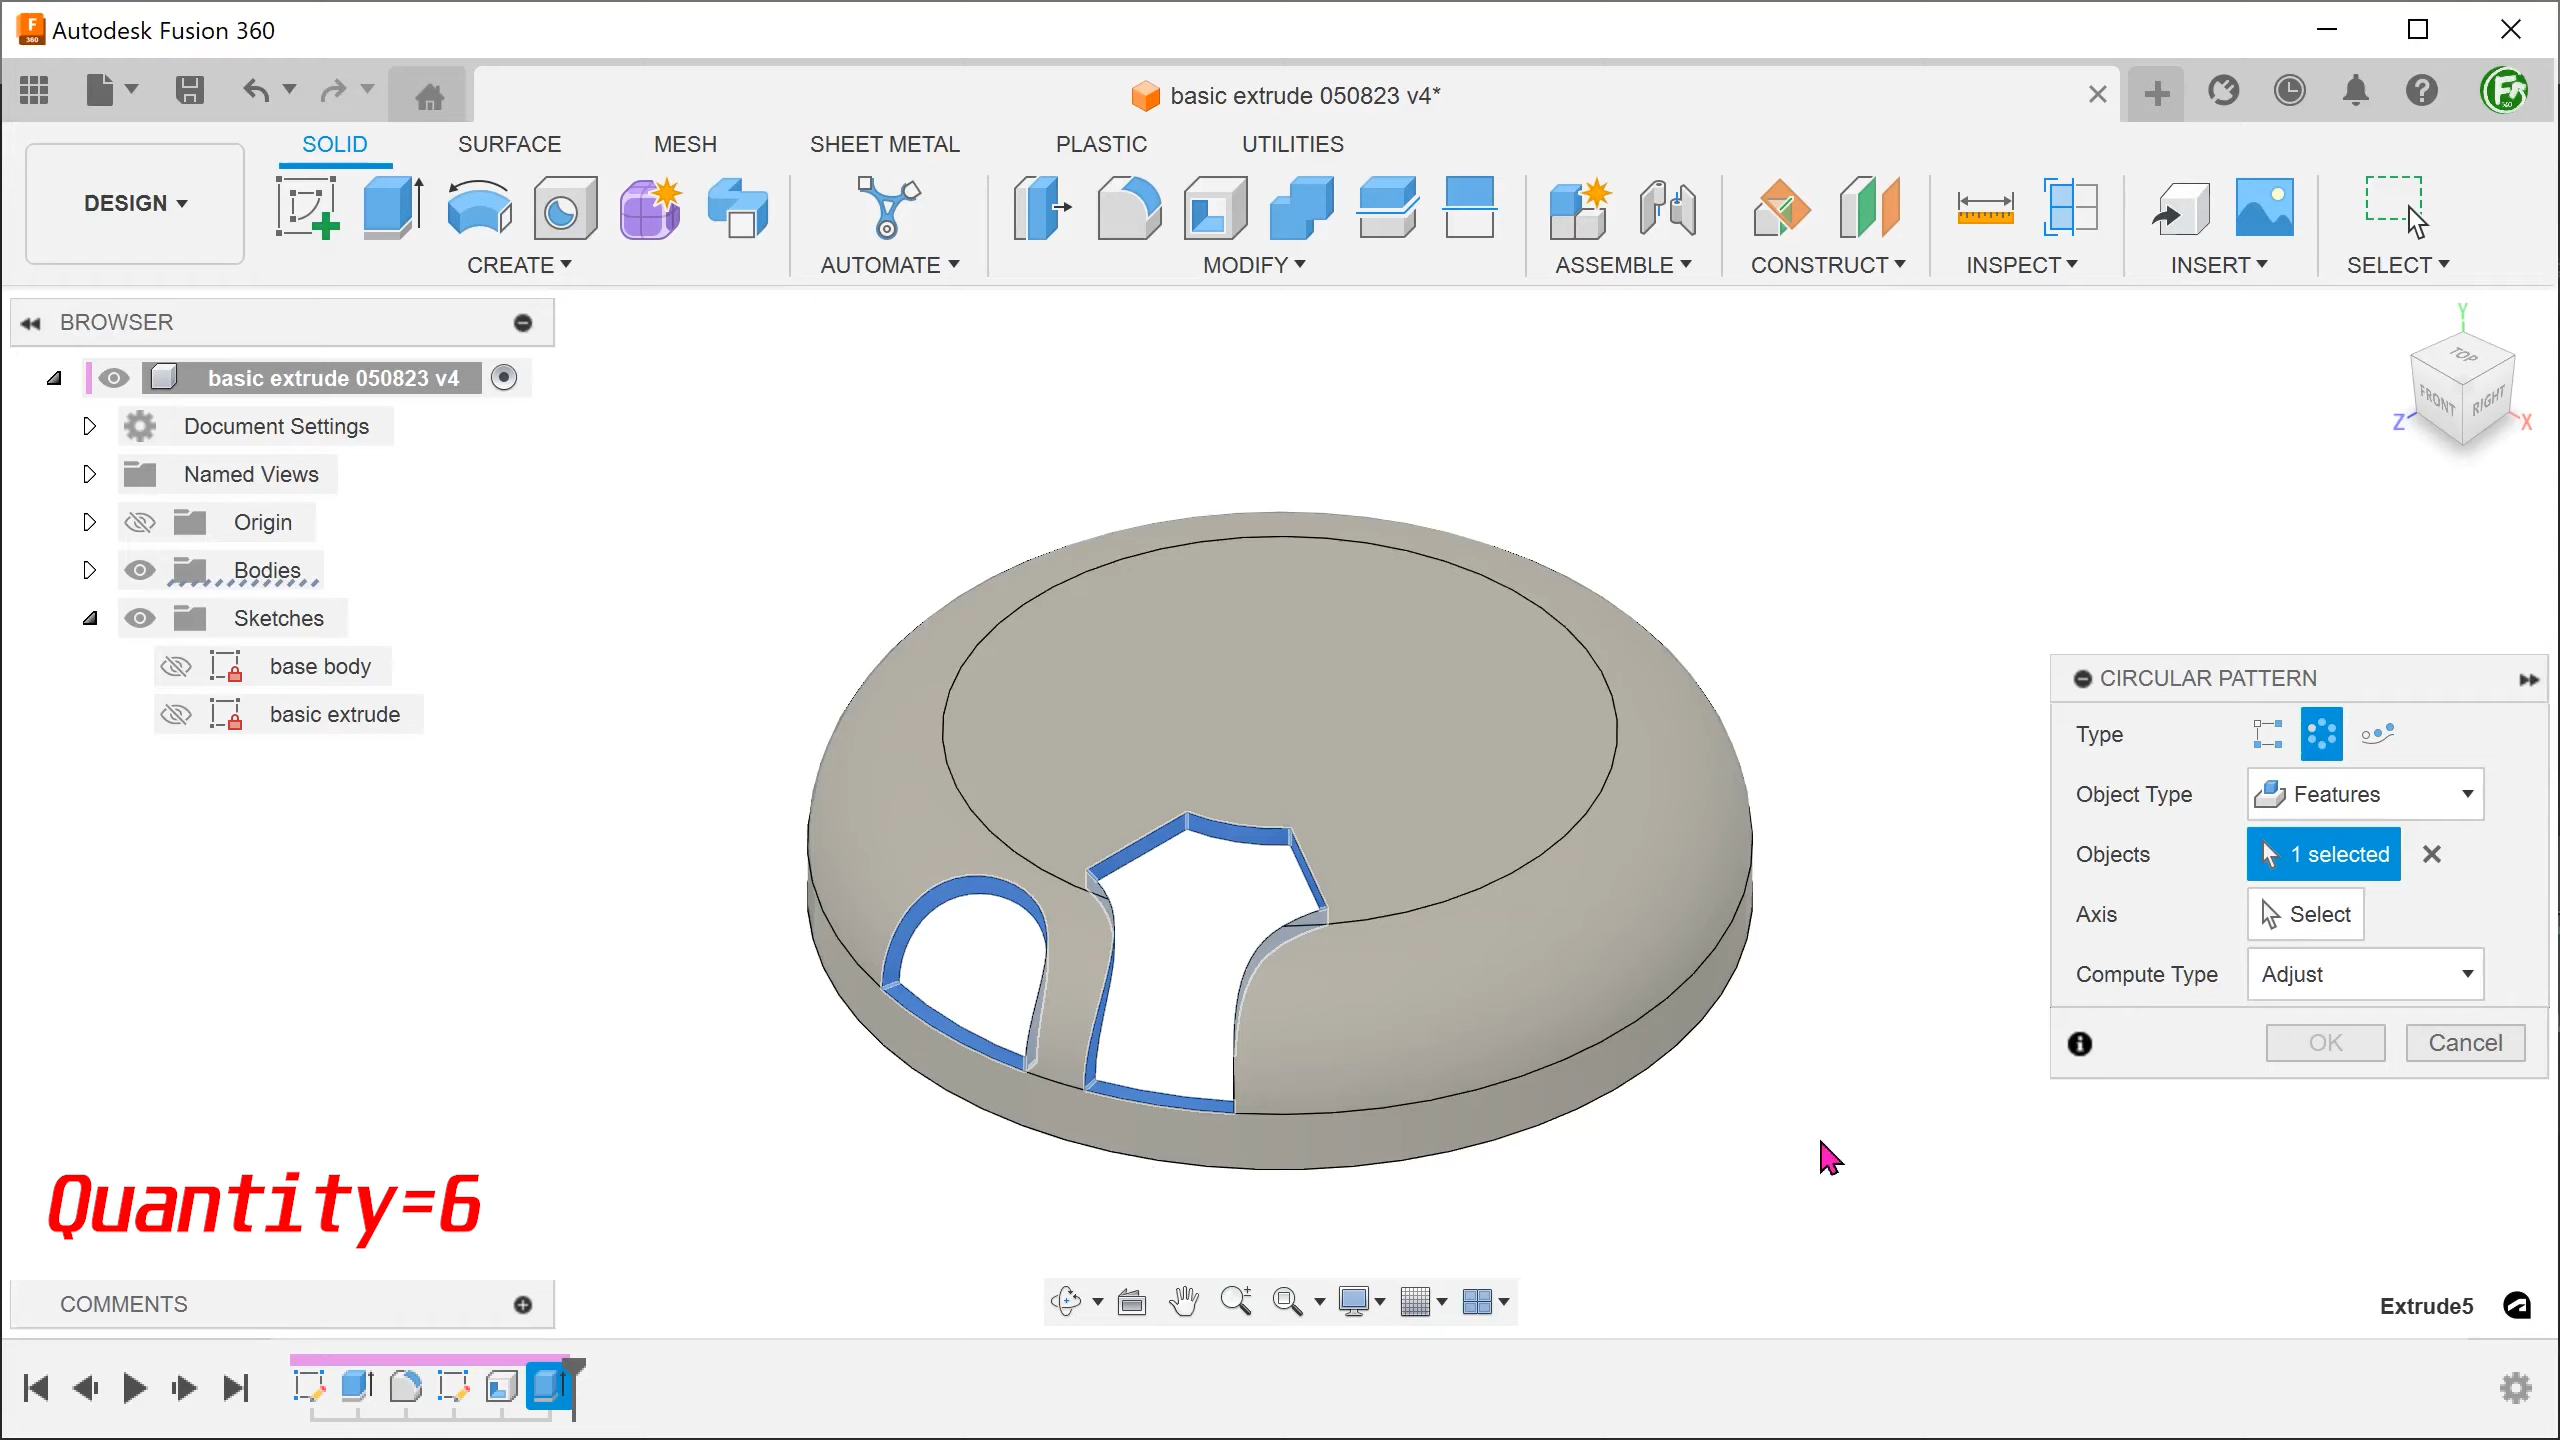 Autodesk Fusion 360
basic extrude 050823 v4*
SOLID
SURFACE
MESH
SHEET METAL
PLASTIC
UTILITIES
DESIGN
CREATE
AUTOMATE
MODIFY
ASSEMBLE
CONSTRUCT
INSPECT
INSERT
SELECT
BROWSER
basic extrude 050823 v4
Document Settings
Named Views
Origin
Bodies
Sketches
base body
basic extrude
Y
TOP
FRONT
RIGHT
Z
X
CIRCULAR PATTERN
Type
Object Type
Features
Objects
1 selected
Axis
Select
Compute Type
Adjust
OK
Cancel
Quantity=6
COMMENTS
Extrude5